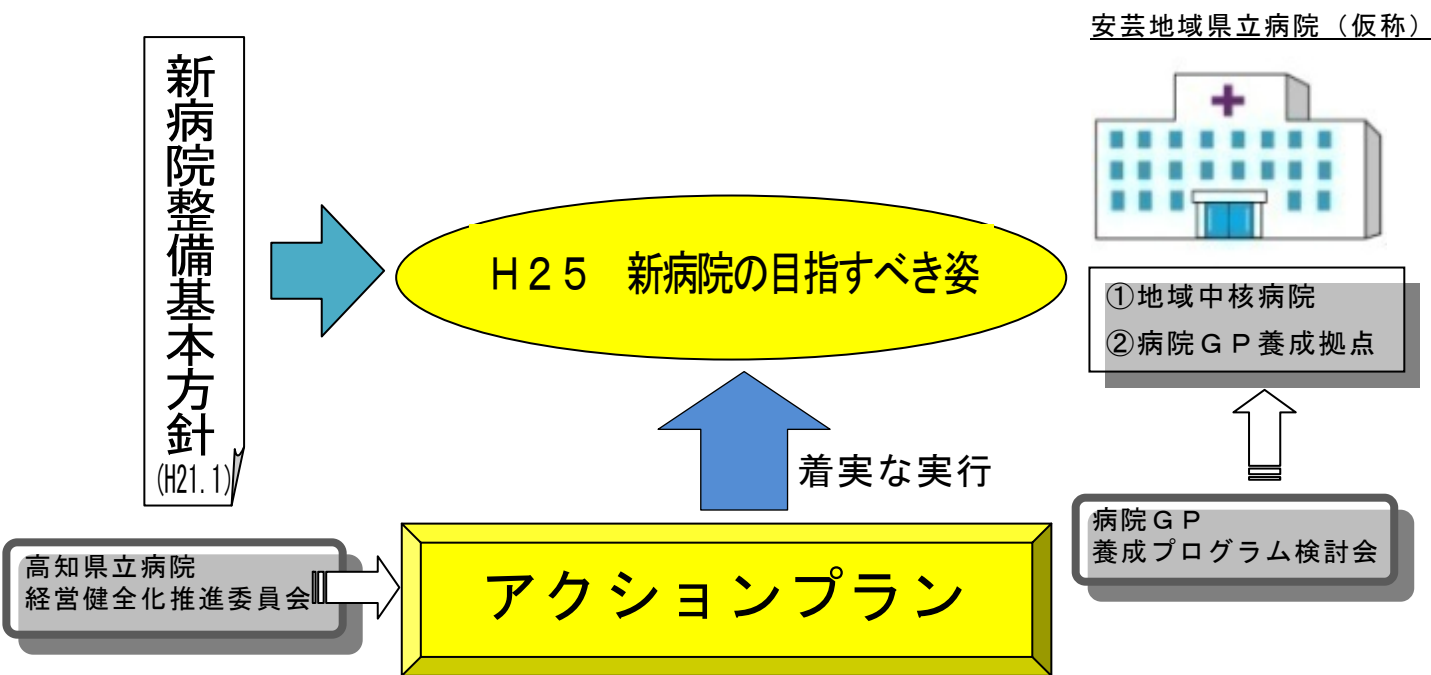 安芸地域県立病院（仮称）
新病院整備基本方針
(H21.1)
Ｈ２５　新病院の目指すべき姿
①地域中核病院
②病院ＧＰ養成拠点
着実な実行
病院ＧＰ
養成プログラム検討会
高知県立病院
経営健全化推進委員会
アクションプラン